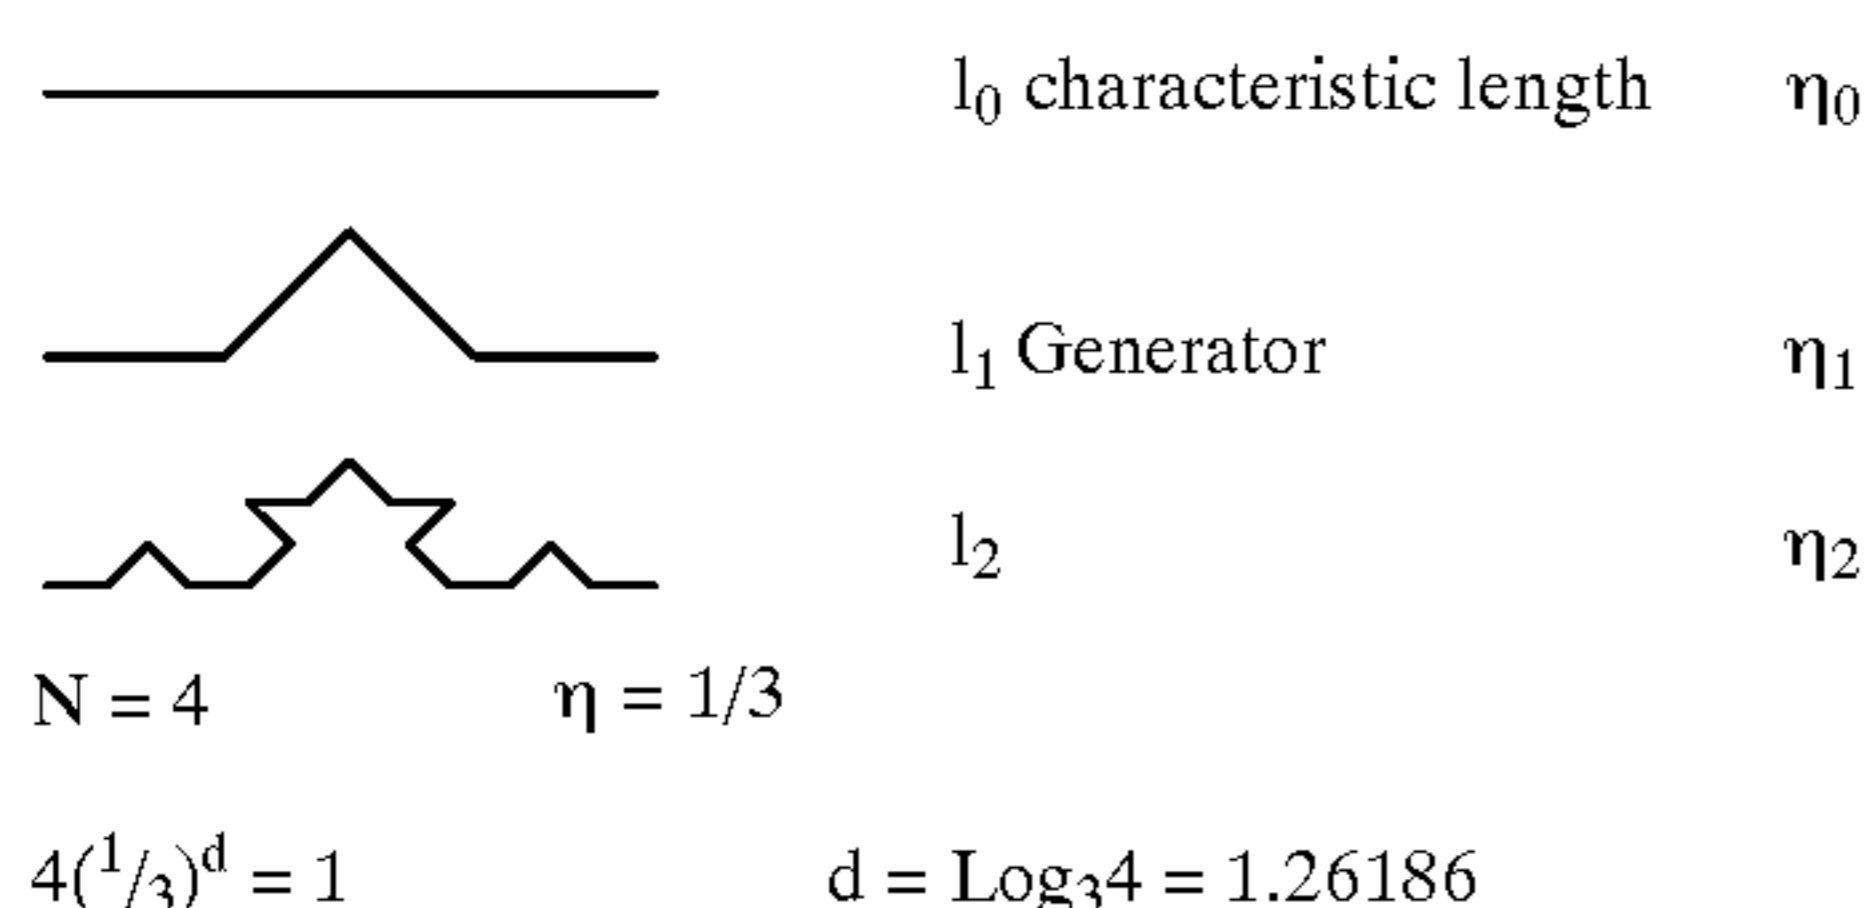 l₀ characteristic length η₀
l₁ Generator η₁
l₂ η₂
N = 4 η = 1/3
4(¹/₃)ᵈ = 1 d = Log₃4 = 1.26186